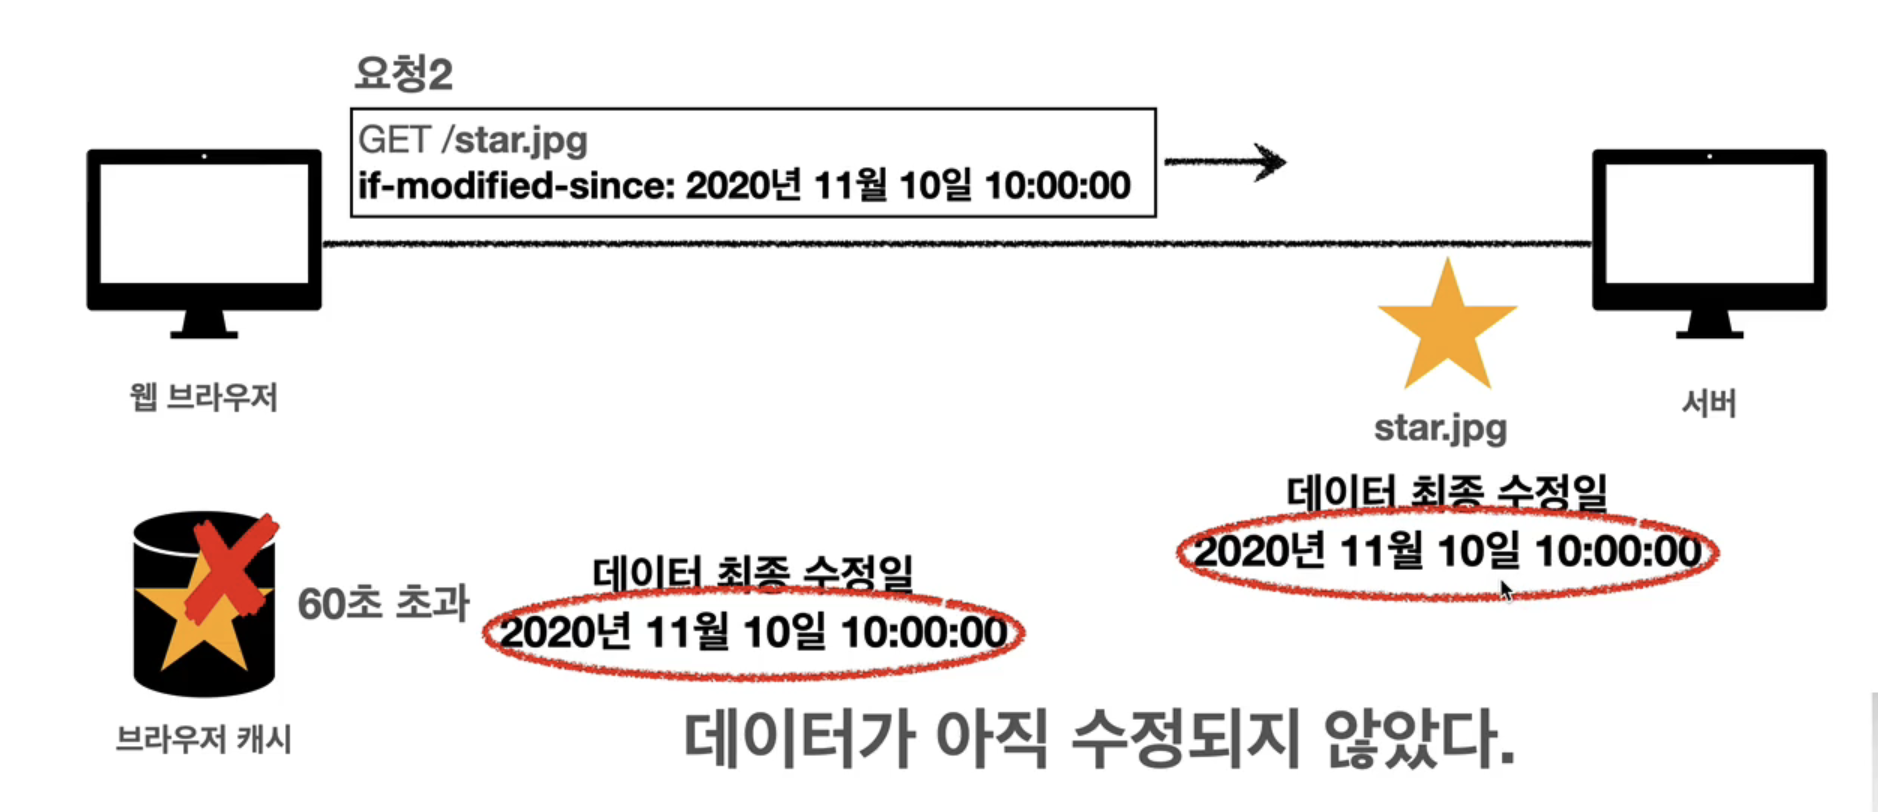 요청2
GET /star.jpg
if-modified-since: 2020년 11월 10일 10:00:00
웹 브라우저
서버
star.jpg
데이터 최종 수정일
2020년 11월 10일 10:00:00
60초 초과
데이터 최종 수정일
2020년 11월 10일 10:00:00
브라우저 캐시
데이터가 아직 수정되지 않았다.